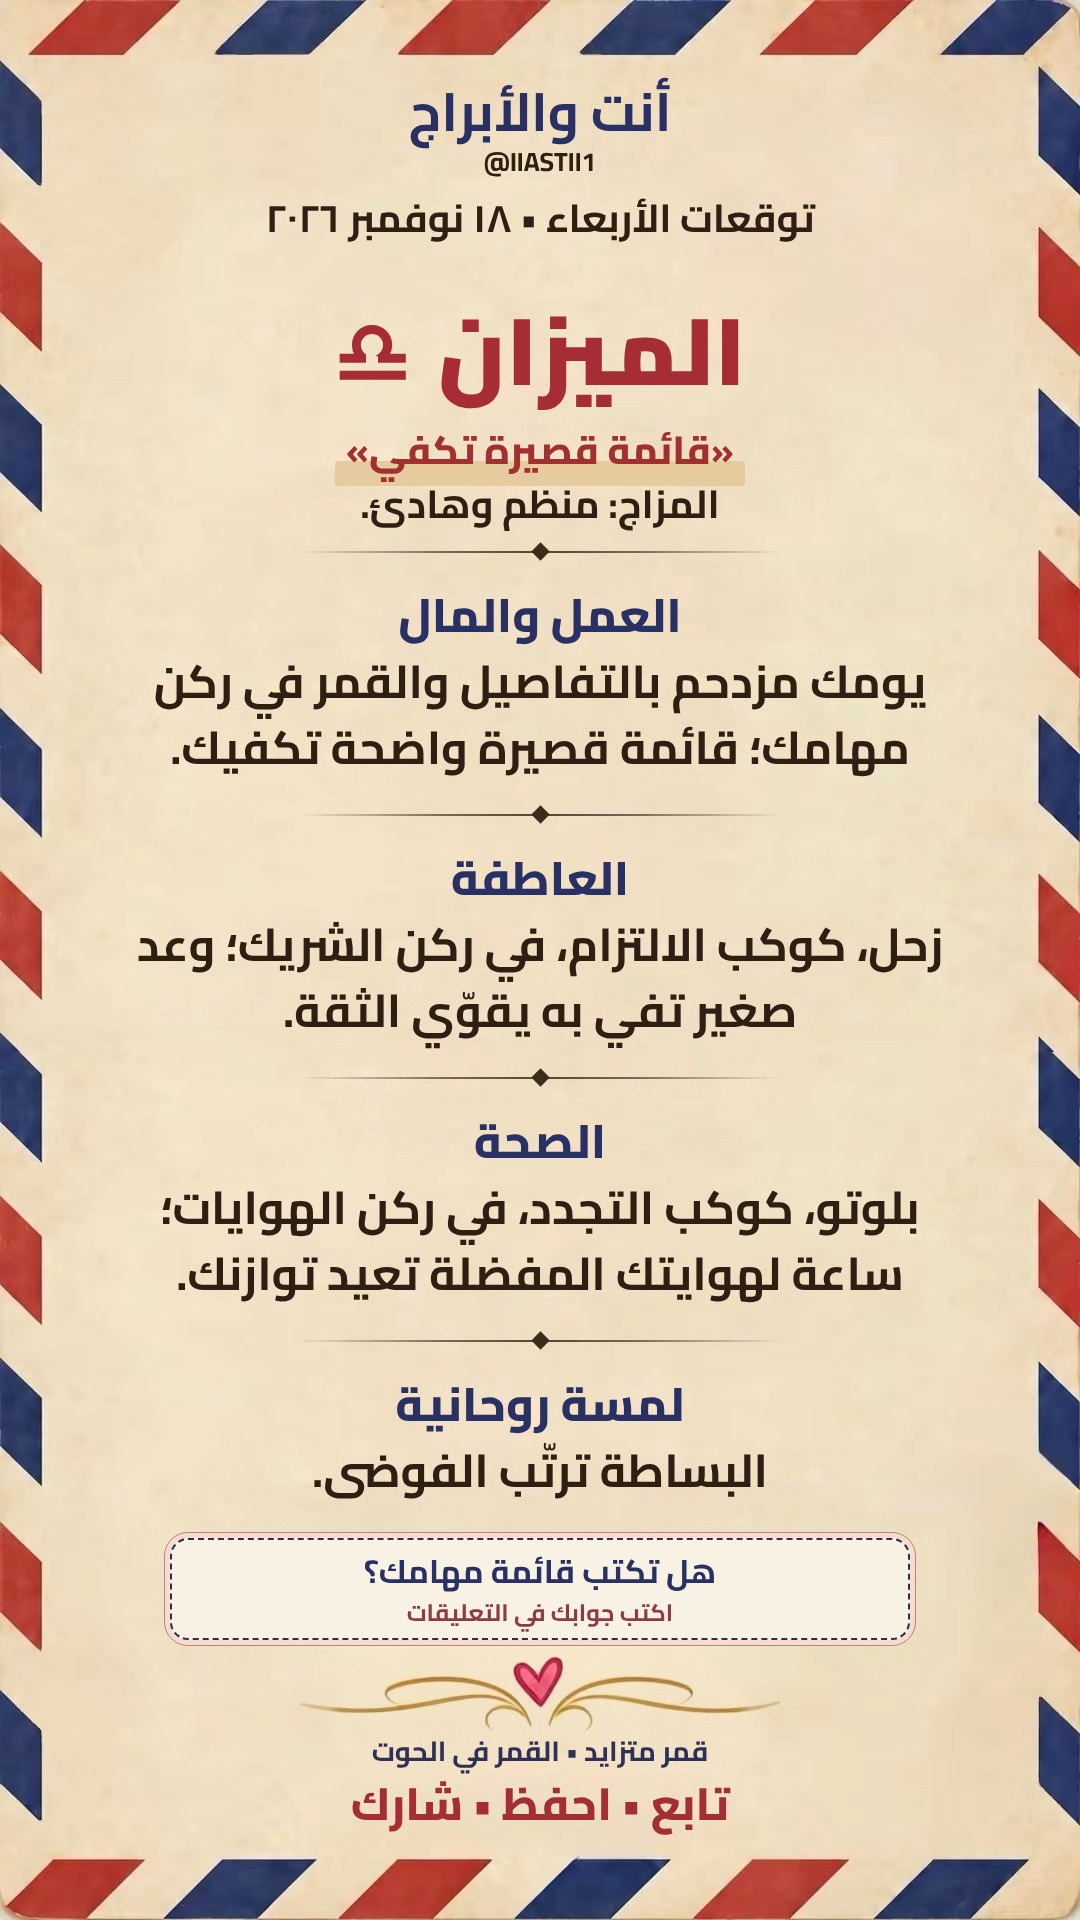 أنت والأبراج
@IIASTII1
توقعات الأربعاء ▪ ١٨ نوفمبر ٢٠٢٦
الميزان ♎
«قائمة قصيرة تكفي»
المزاج: منظم وهادئ.
العمل والمال
يومك مزدحم بالتفاصيل والقمر في ركن
مهامك؛ قائمة قصيرة واضحة تكفيك.
العاطفة
زحل، كوكب الالتزام، في ركن الشريك؛ وعد
صغير تفي به يقوّي الثقة.
الصحة
بلوتو، كوكب التجدد، في ركن الهوايات؛
ساعة لهوايتك المفضلة تعيد توازنك.
لمسة روحانية
البساطة ترتّب الفوضى.
هل تكتب قائمة مهامك؟
اكتب جوابك في التعليقات
قمر متزايد ▪ القمر في الحوت
تابع ▪ احفظ ▪ شارك